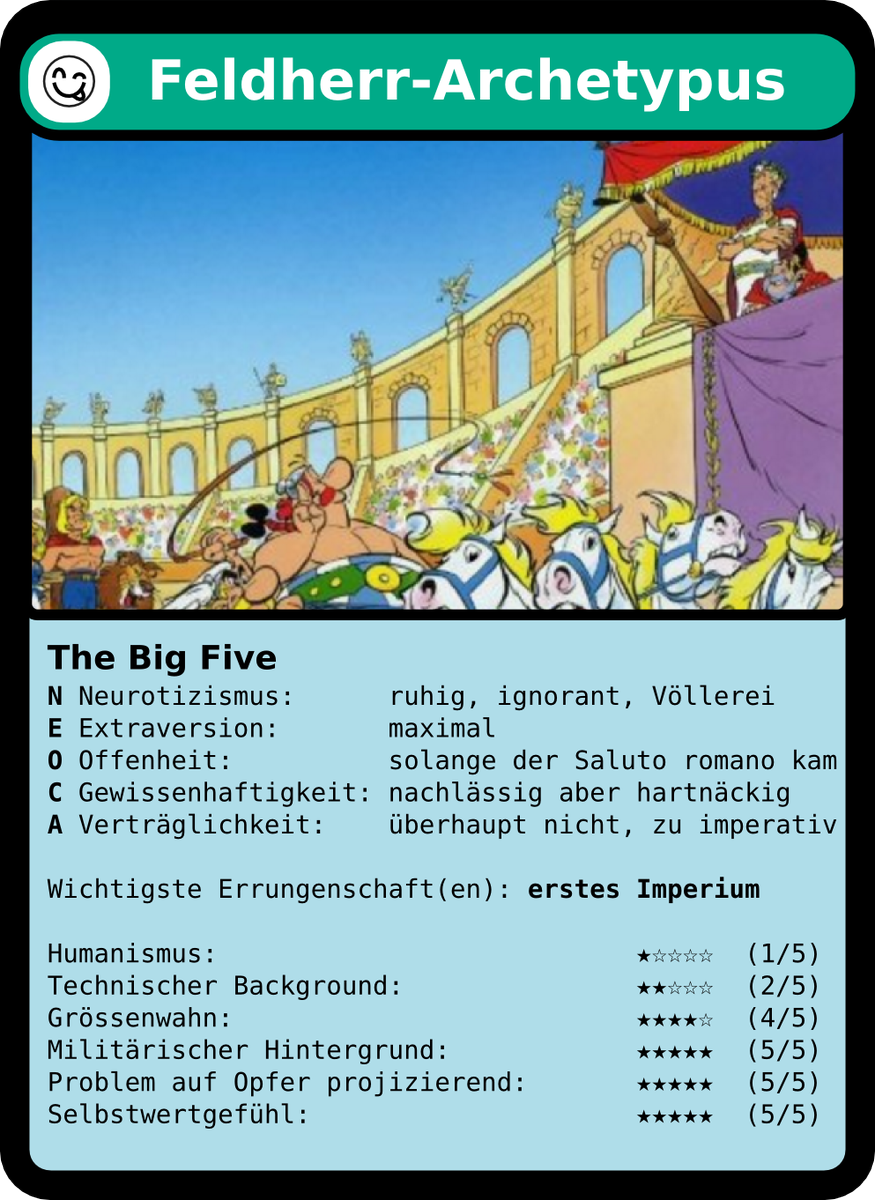 Feldherr-Archetypus
The Big Five
N Neurotizismus: ruhig, ignorant, Völlerei
E Extraversion: maximal
O Offenheit: solange der Saluto romano kam
C Gewissenhaftigkeit: nachlässig aber hartnäckig
A Verträglichkeit: überhaupt nicht, zu imperativ
Wichtigste Errungenschaft(en): erstes Imperium
Humanismus: ★☆☆☆☆ (1/5)
Technischer Background: ★★☆☆☆ (2/5)
Grössenwahn: ★★★★☆ (4/5)
Militärischer Hintergrund: ★★★★★ (5/5)
Problem auf Opfer projizierend: ★★★★★ (5/5)
Selbstwertgefühl: ★★★★★ (5/5)